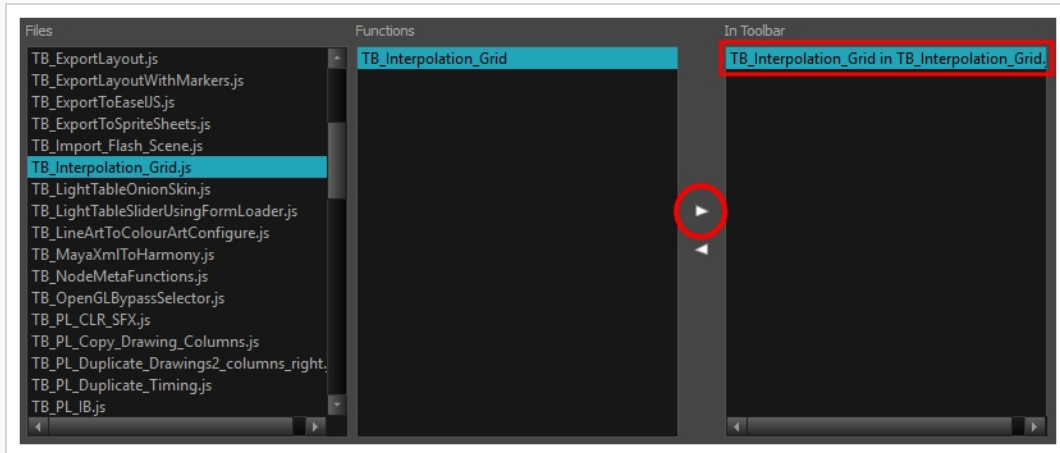 Files
TB_ExportLayout.js
TB_ExportLayoutWithMarkers.js
TB_ExportToEaselJS.js
TB_ExportToSpriteSheets.js
TB_Import_Flash_Scene.js
TB_Interpolation_Grid.js
TB_LightTableOnionSkin.js
TB_LightTableSliderUsingFormLoader.js
TB_LineArtToColourArtConfigure.js
TB_MayaXmlToHarmony.js
TB_NodeMetaFunctions.js
TB_OpenGLBypassSelector.js
TB_PL_CLR_SFX.js
TB_PL_Copy_Drawing_Columns.js
TB_PL_Duplicate_Drawings2_columns_right.
TB_PL_Duplicate_Timing.js
TB_PL_IB.js
Functions
TB_Interpolation_Grid
In Toolbar
TB_Interpolation_Grid in TB_Interpolation_Grid.